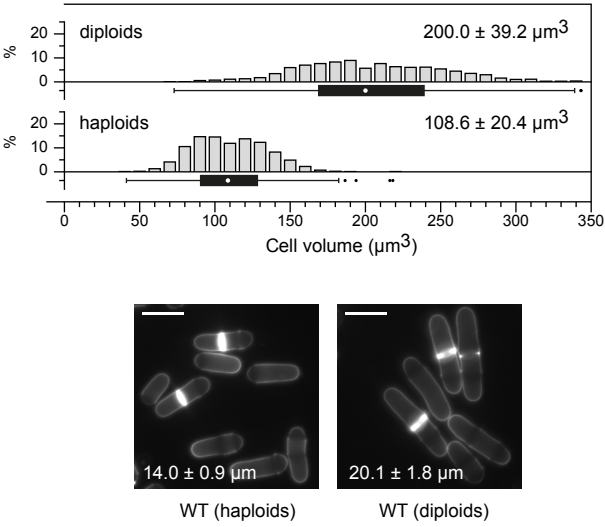 diploids 200.0 ± 39.2 µm³
%
20
10
0
haploids 108.6 ± 20.4 µm³
%
20
10
0
0 50 100 150 200 250 300 350
Cell volume (µm³)
14.0 ± 0.9 µm 20.1 ± 1.8 µm
WT (haploids) WT (diploids)